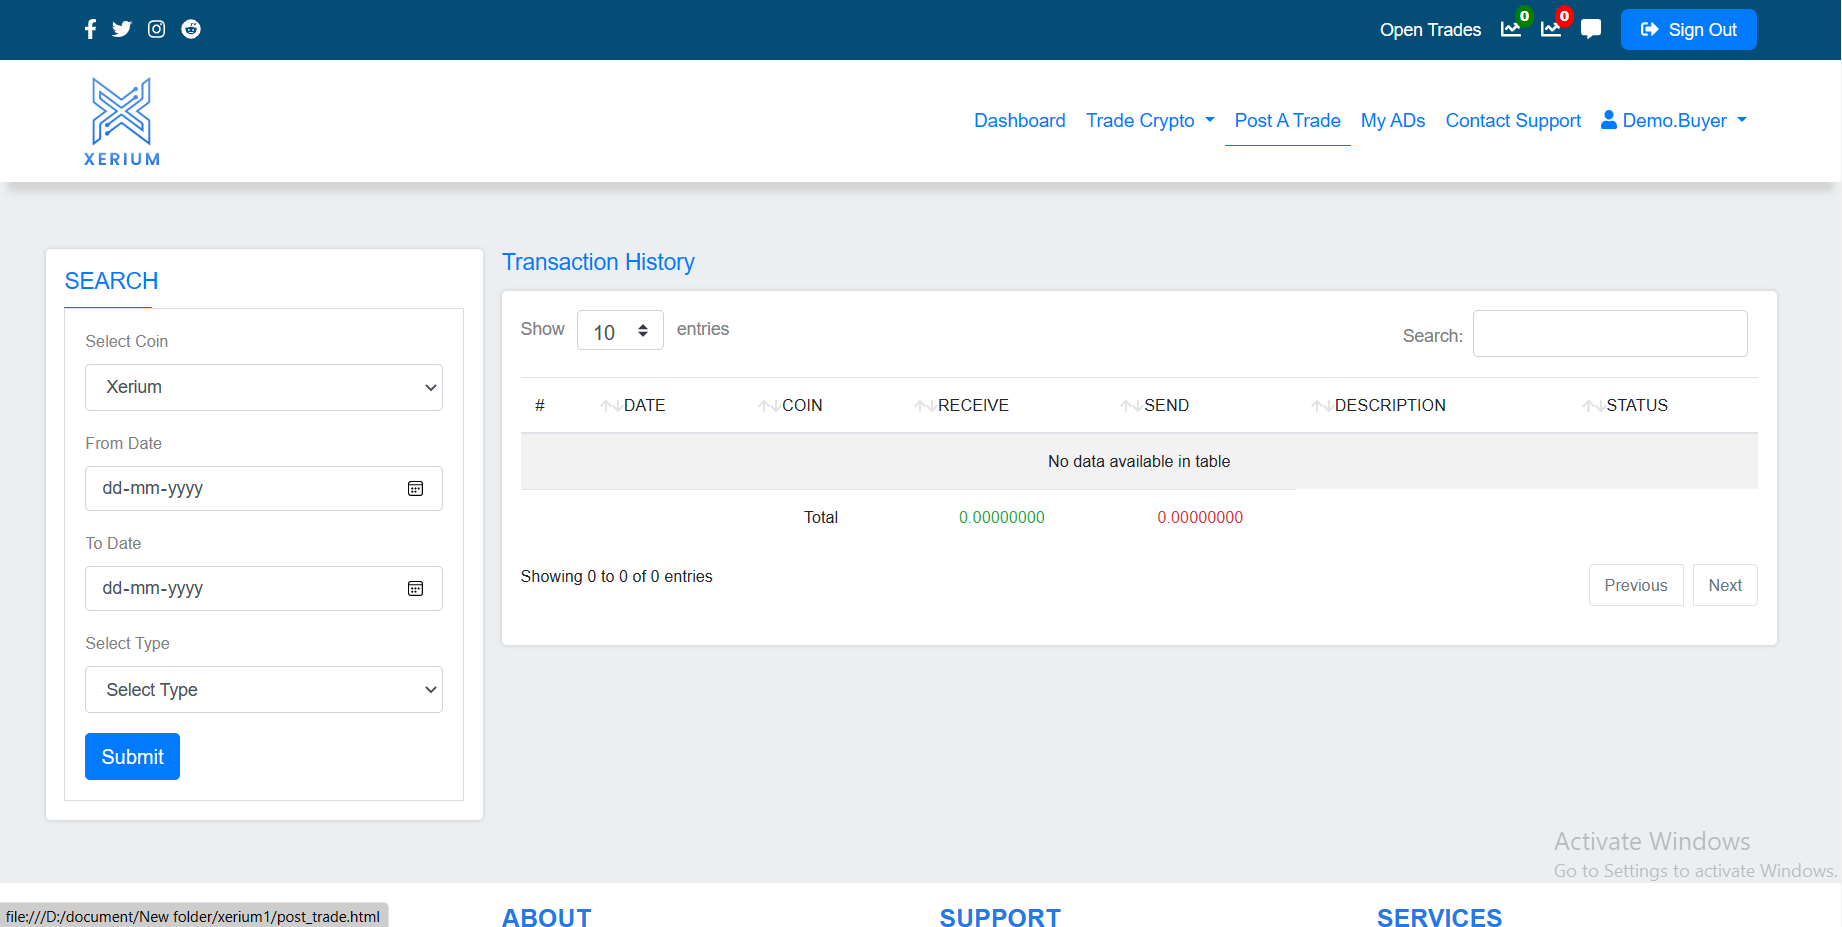 Open Trades 0 0 Sign Out
XERIUM
Dashboard Trade Crypto Post A Trade My ADs Contact Support Demo.Buyer
SEARCH
Select Coin
Xerium
From Date
dd-mm-yyyy
To Date
dd-mm-yyyy
Select Type
Select Type
Submit
Transaction History
Show 10 entries
Search:
# DATE COIN RECEIVE SEND DESCRIPTION STATUS
No data available in table
Total 0.00000000 0.00000000
Showing 0 to 0 of 0 entries
Previous Next
Activate Windows
Go to Settings to activate Windows.
file:///D:/document/New folder/xerium1/post_trade.html
ABOUT SUPPORT SERVICES